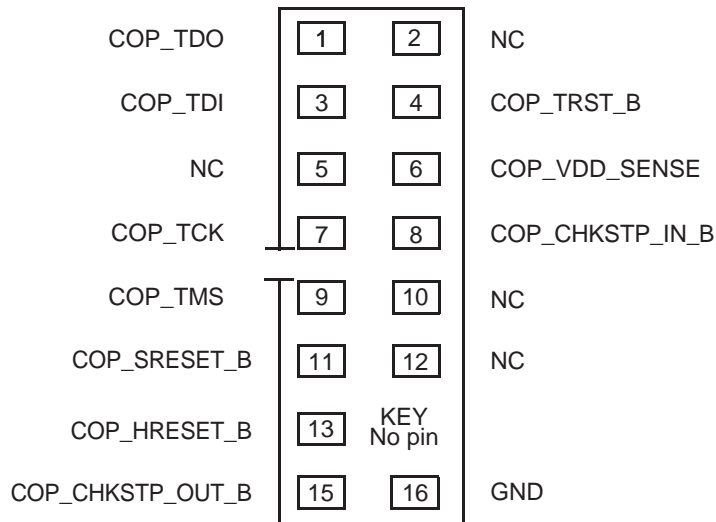 COP_TDO 1 2 NC
COP_TDI 3 4 COP_TRST_B
NC 5 6 COP_VDD_SENSE
COP_TCK 7 8 COP_CHKSTP_IN_B
COP_TMS 9 10 NC
COP_SRESET_B 11 12 NC
COP_HRESET_B 13 KEY
No pin
COP_CHKSTP_OUT_B 15 16 GND